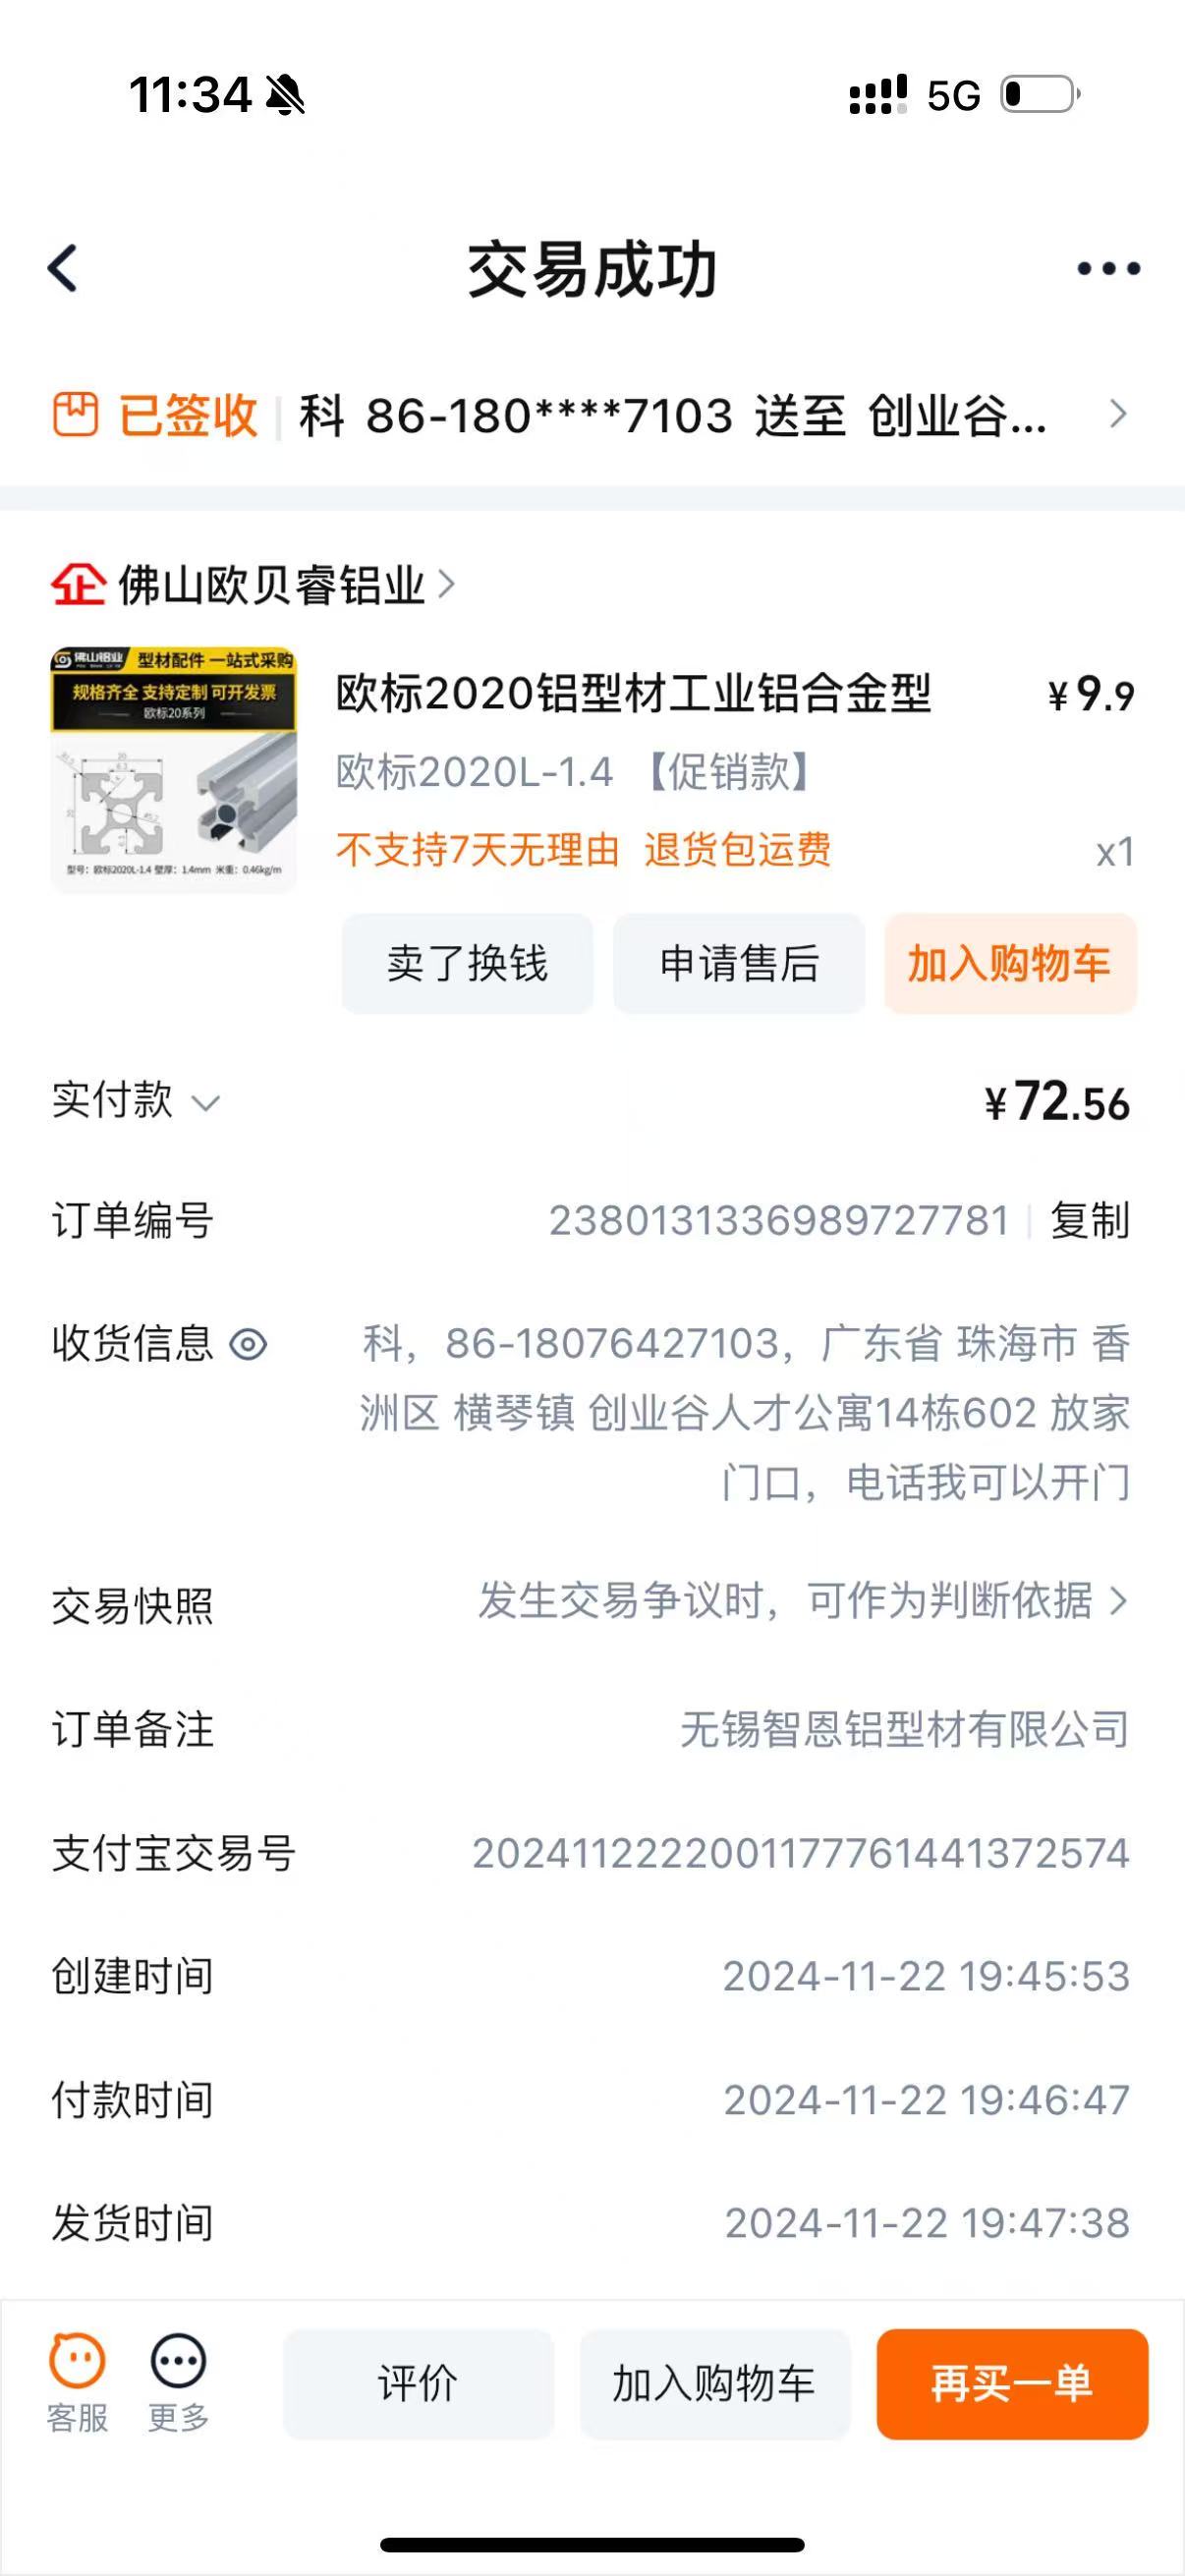 11:34
5G
交易成功
已签收 | 科 86-180****7103 送至 创业谷...
企 佛山欧贝睿铝业
佛山铝业 型材配件 一站式采购
规格齐全 支持定制 可开发票
欧标20系列
型号：欧标2020L-1.4 壁厚：1.4mm 米重：0.46kg/m
欧标2020铝型材工业铝合金型 ¥9.9
欧标2020L-1.4 【促销款】
不支持7天无理由 退货包运费 x1
卖了换钱 申请售后 加入购物车
实付款 ¥72.56
订单编号 2380131336989727781 | 复制
收货信息 科，86-18076427103，广东省 珠海市 香
洲区 横琴镇 创业谷人才公寓14栋602 放家
门口，电话我可以开门
交易快照 发生交易争议时，可作为判断依据
订单备注 无锡智恩铝型材有限公司
支付宝交易号 2024112222001177761441372574
创建时间 2024-11-22 19:45:53
付款时间 2024-11-22 19:46:47
发货时间 2024-11-22 19:47:38
客服 更多 评价 加入购物车 再买一单